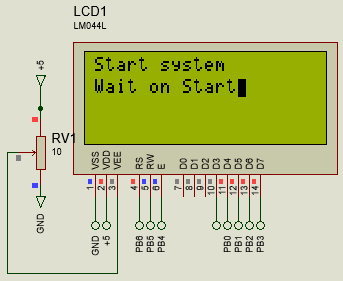 LCD1
LM044L
Start system
Wait on Start
+5
RV1
10
GND
VSS
VDD
VEE
RS
RW
E
D0
D1
D2
D3
D4
D5
D6
D7
1
2
3
4
5
6
7
8
9
10
11
12
13
14
GND
+5
PB6
PB5
PB4
PB0
PB1
PB2
PB3